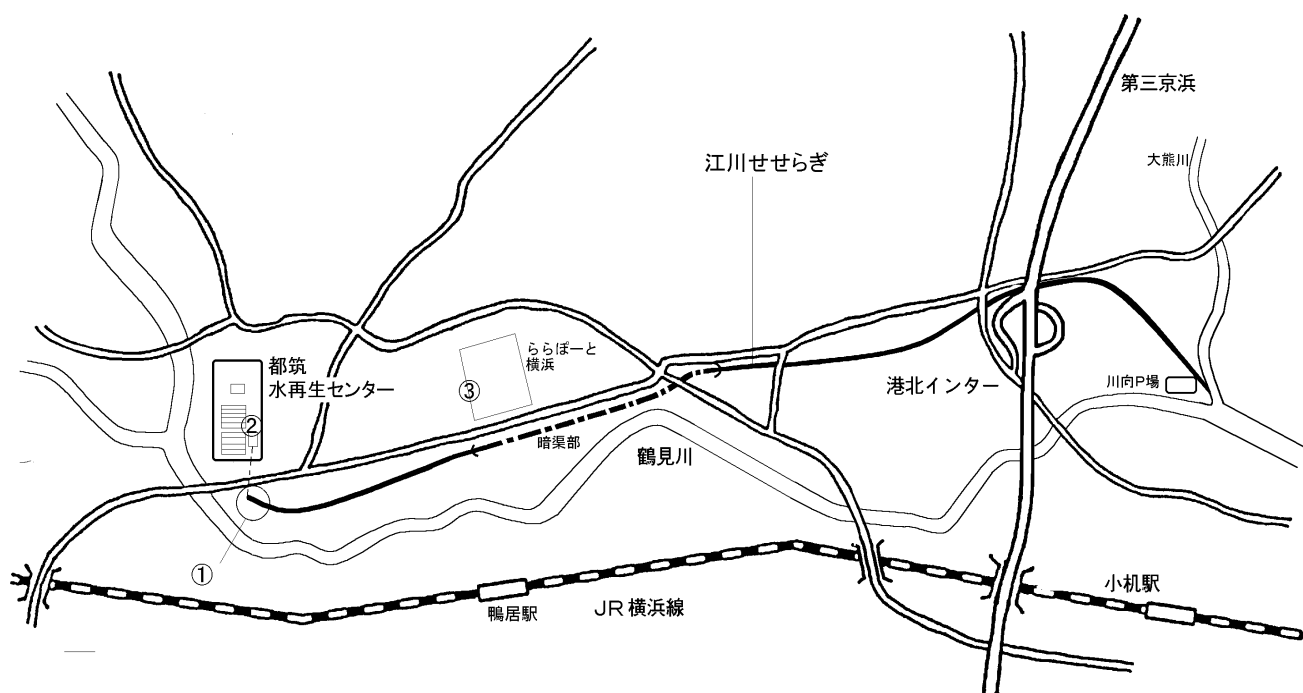 第三京浜
大熊川
江川せせらぎ
ららぽーと
横浜
都筑
水再生センター
③
港北インター
川向P場
②
暗渠部
鶴見川
①
小机駅
鴨居駅
JR横浜線